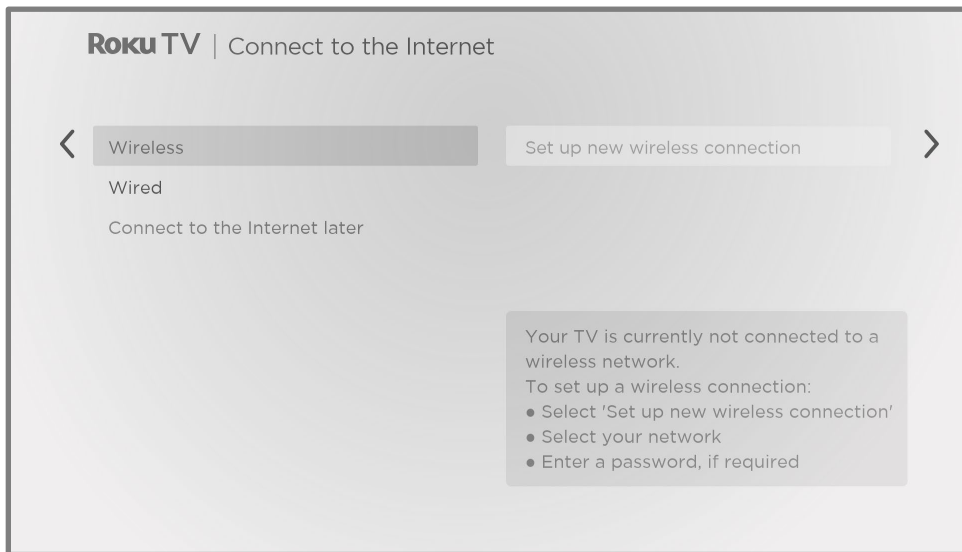 Roku TV | Connect to the Internet
Wireless
Set up new wireless connection
Wired
Connect to the Internet later
Your TV is currently not connected to a
wireless network.
To set up a wireless connection:
● Select 'Set up new wireless connection'
● Select your network
● Enter a password, if required